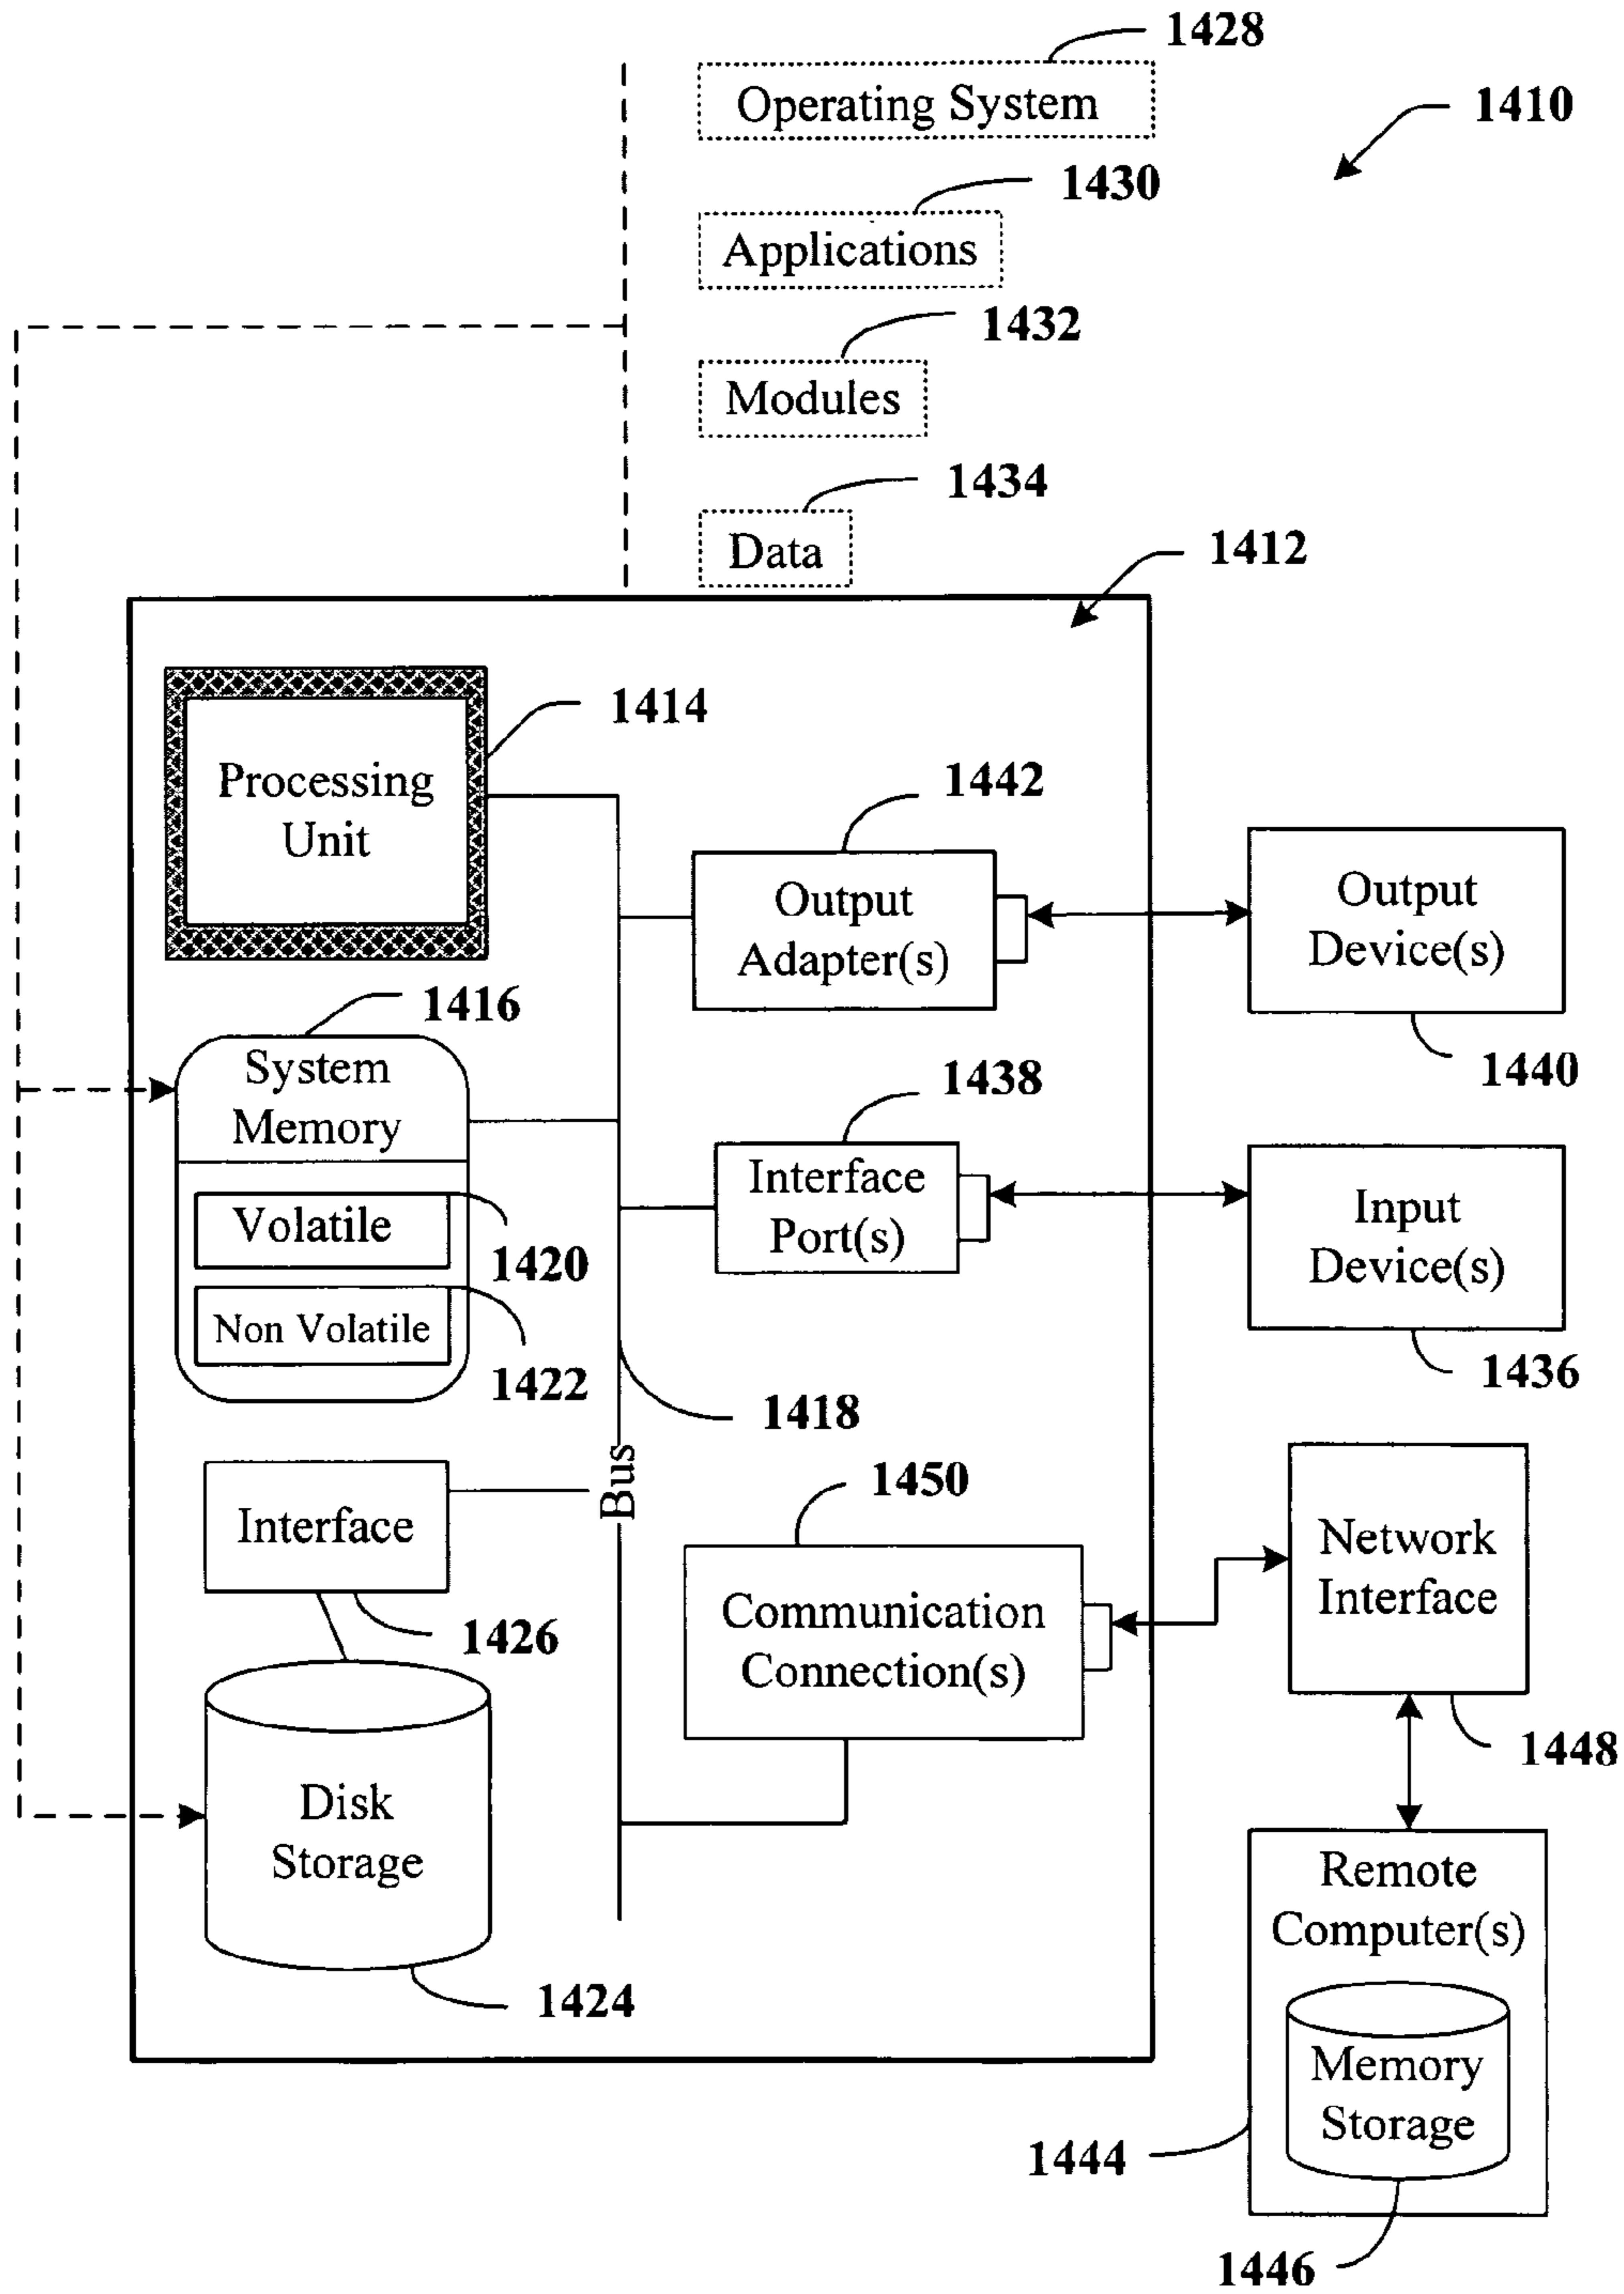 1428
Operating System
1410
1430
Applications
1432
Modules
1434
Data
1412
1414
Processing
Unit
1442
Output
Adapter(s)
Output
Device(s)
1440
1416
System
Memory
1438
Interface
Port(s)
Input
Device(s)
1436
Volatile
1420
Non Volatile
1422
1418
Bus
Interface
1426
1450
Communication
Connection(s)
Network
Interface
1448
Disk
Storage
1424
Remote
Computer(s)
Memory
Storage
1444
1446